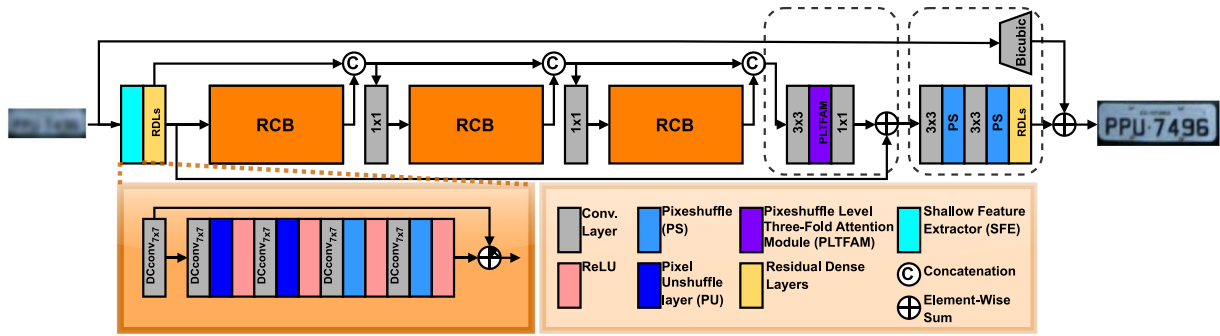 Bicubic
C
C
C
RDLs
RCB
1x1
RCB
1x1
RCB
3x3
PLTFAM
1x1
3x3
PS
3x3
PS
RDLs
PPU 7496
PPU·7496
DCconv7x7
DCconv7x7
DCconv7x7
DCconv7x7
DCconv7x7
Conv.
Layer
ReLU
Pixeshuffle
(PS)
Pixel
Unshuffle
layer (PU)
Pixeshuffle Level
Three-Fold Attention
Module (PLTFAM)
Residual Dense
Layers
Shallow Feature
Extractor (SFE)
C
Concatenation
Element-Wise
Sum